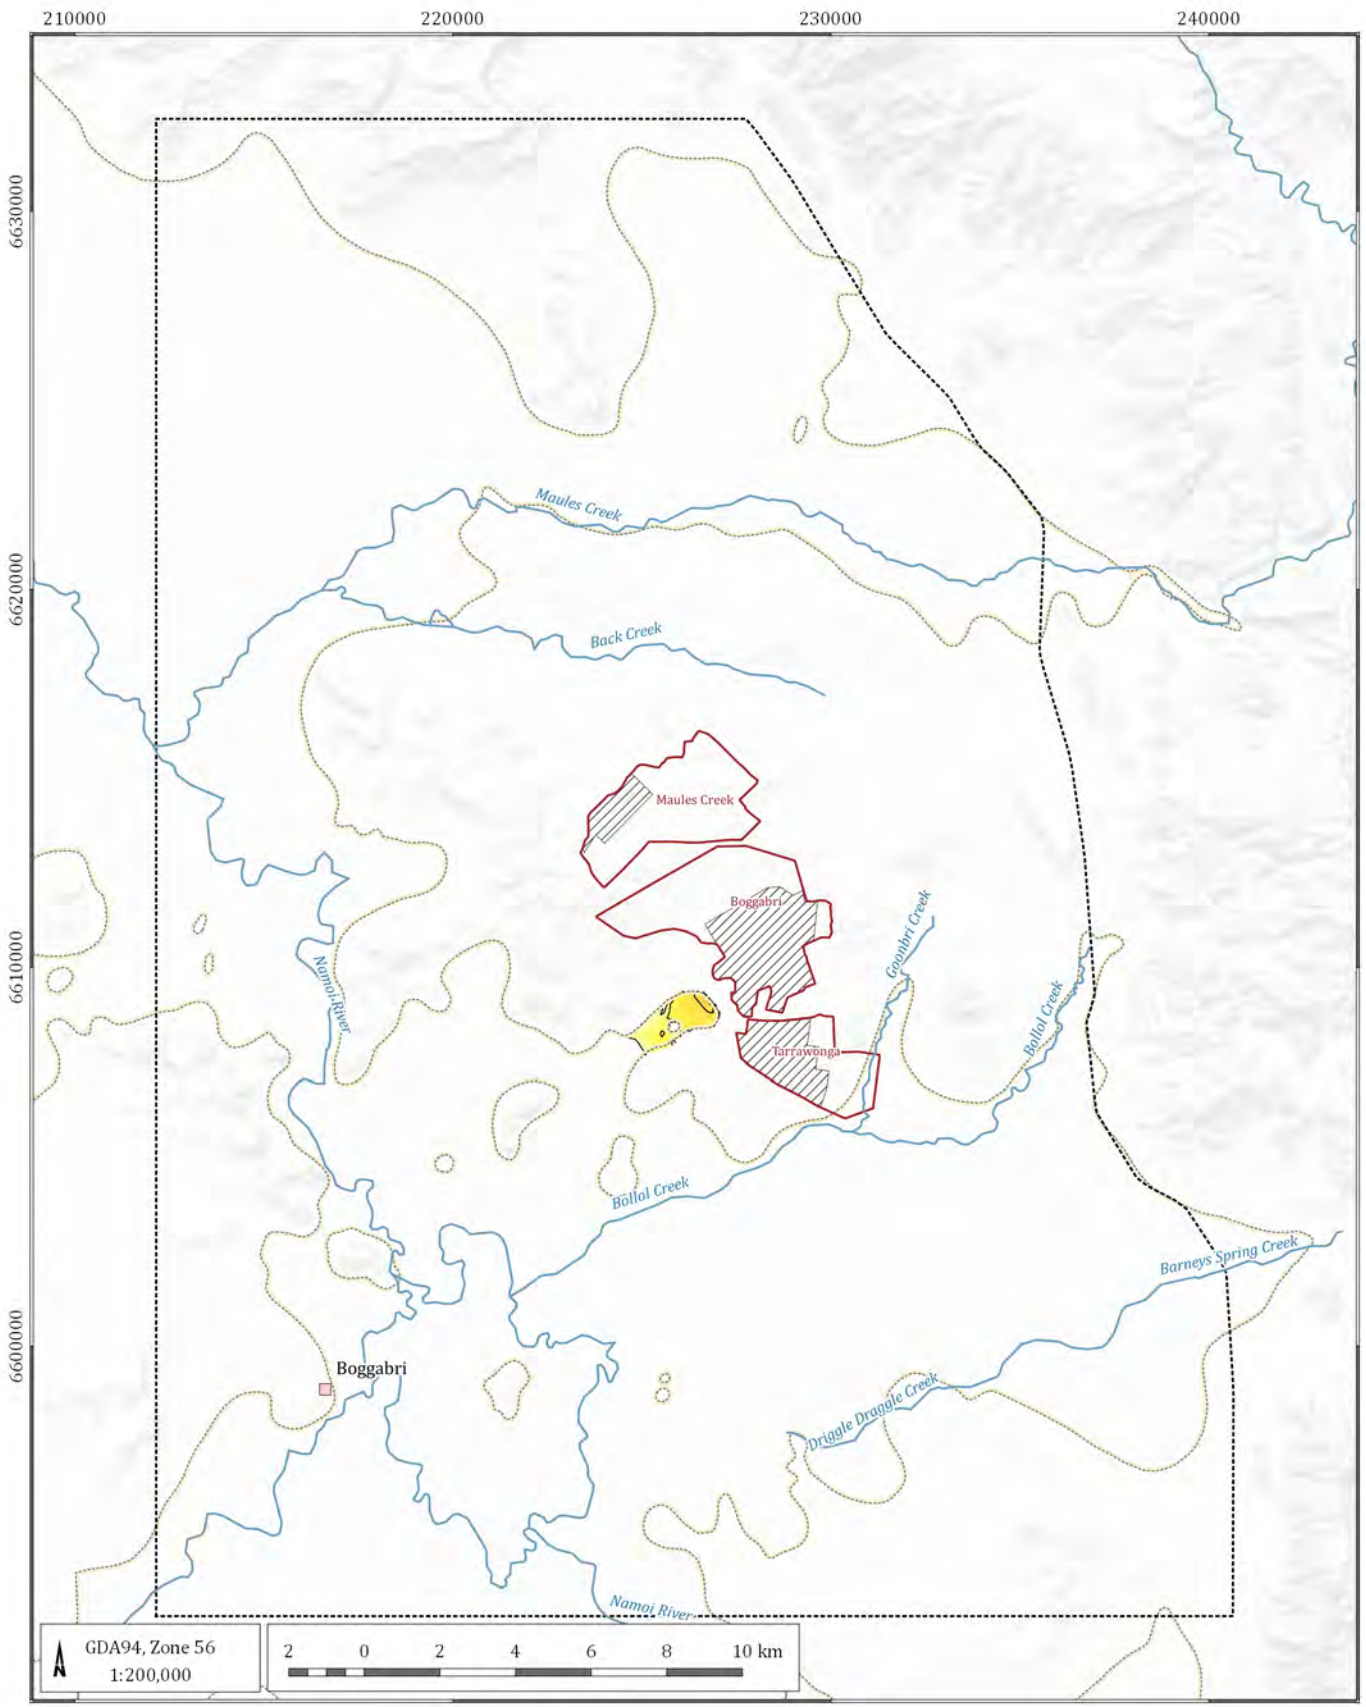 210000
220000
230000
240000
6630000
6620000
6610000
6600000
Maules Creek
Back Creek
Maules Creek
Boggabri
Goonbri Creek
Namoi River
Bollol Creek
Tarrawonga
Bollol Creek
Barneys Spring Creek
Boggabri
Driggle Draggle Creek
Namoi River
GDA94, Zone 56
1:200,000
N
2 0 2 4 6 8 10 km